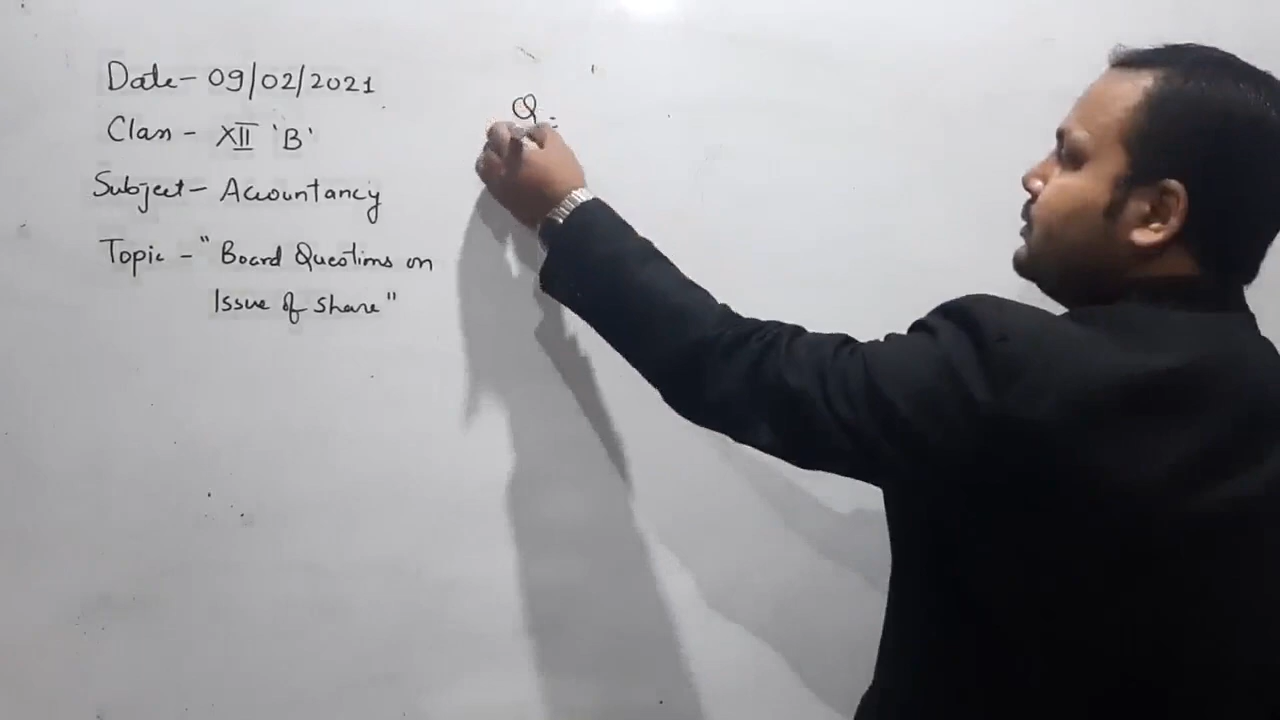 Date - 09/02/2021
Class - XII 'B'
Subject - Accountancy
Topic - "Board Questions on
Issue of share"
Q.